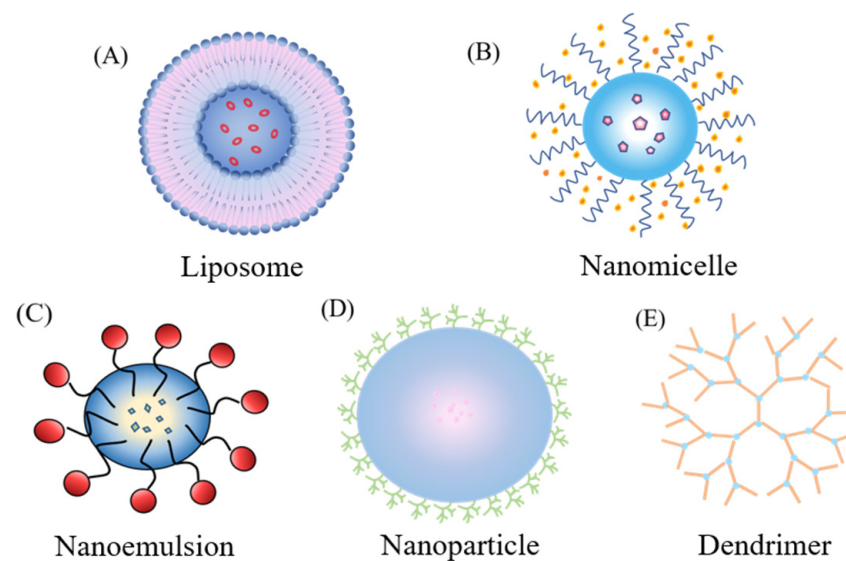 (A)
(B)
Liposome
Nanomicelle
(C)
(D)
(E)
Nanoemulsion
Nanoparticle
Dendrimer